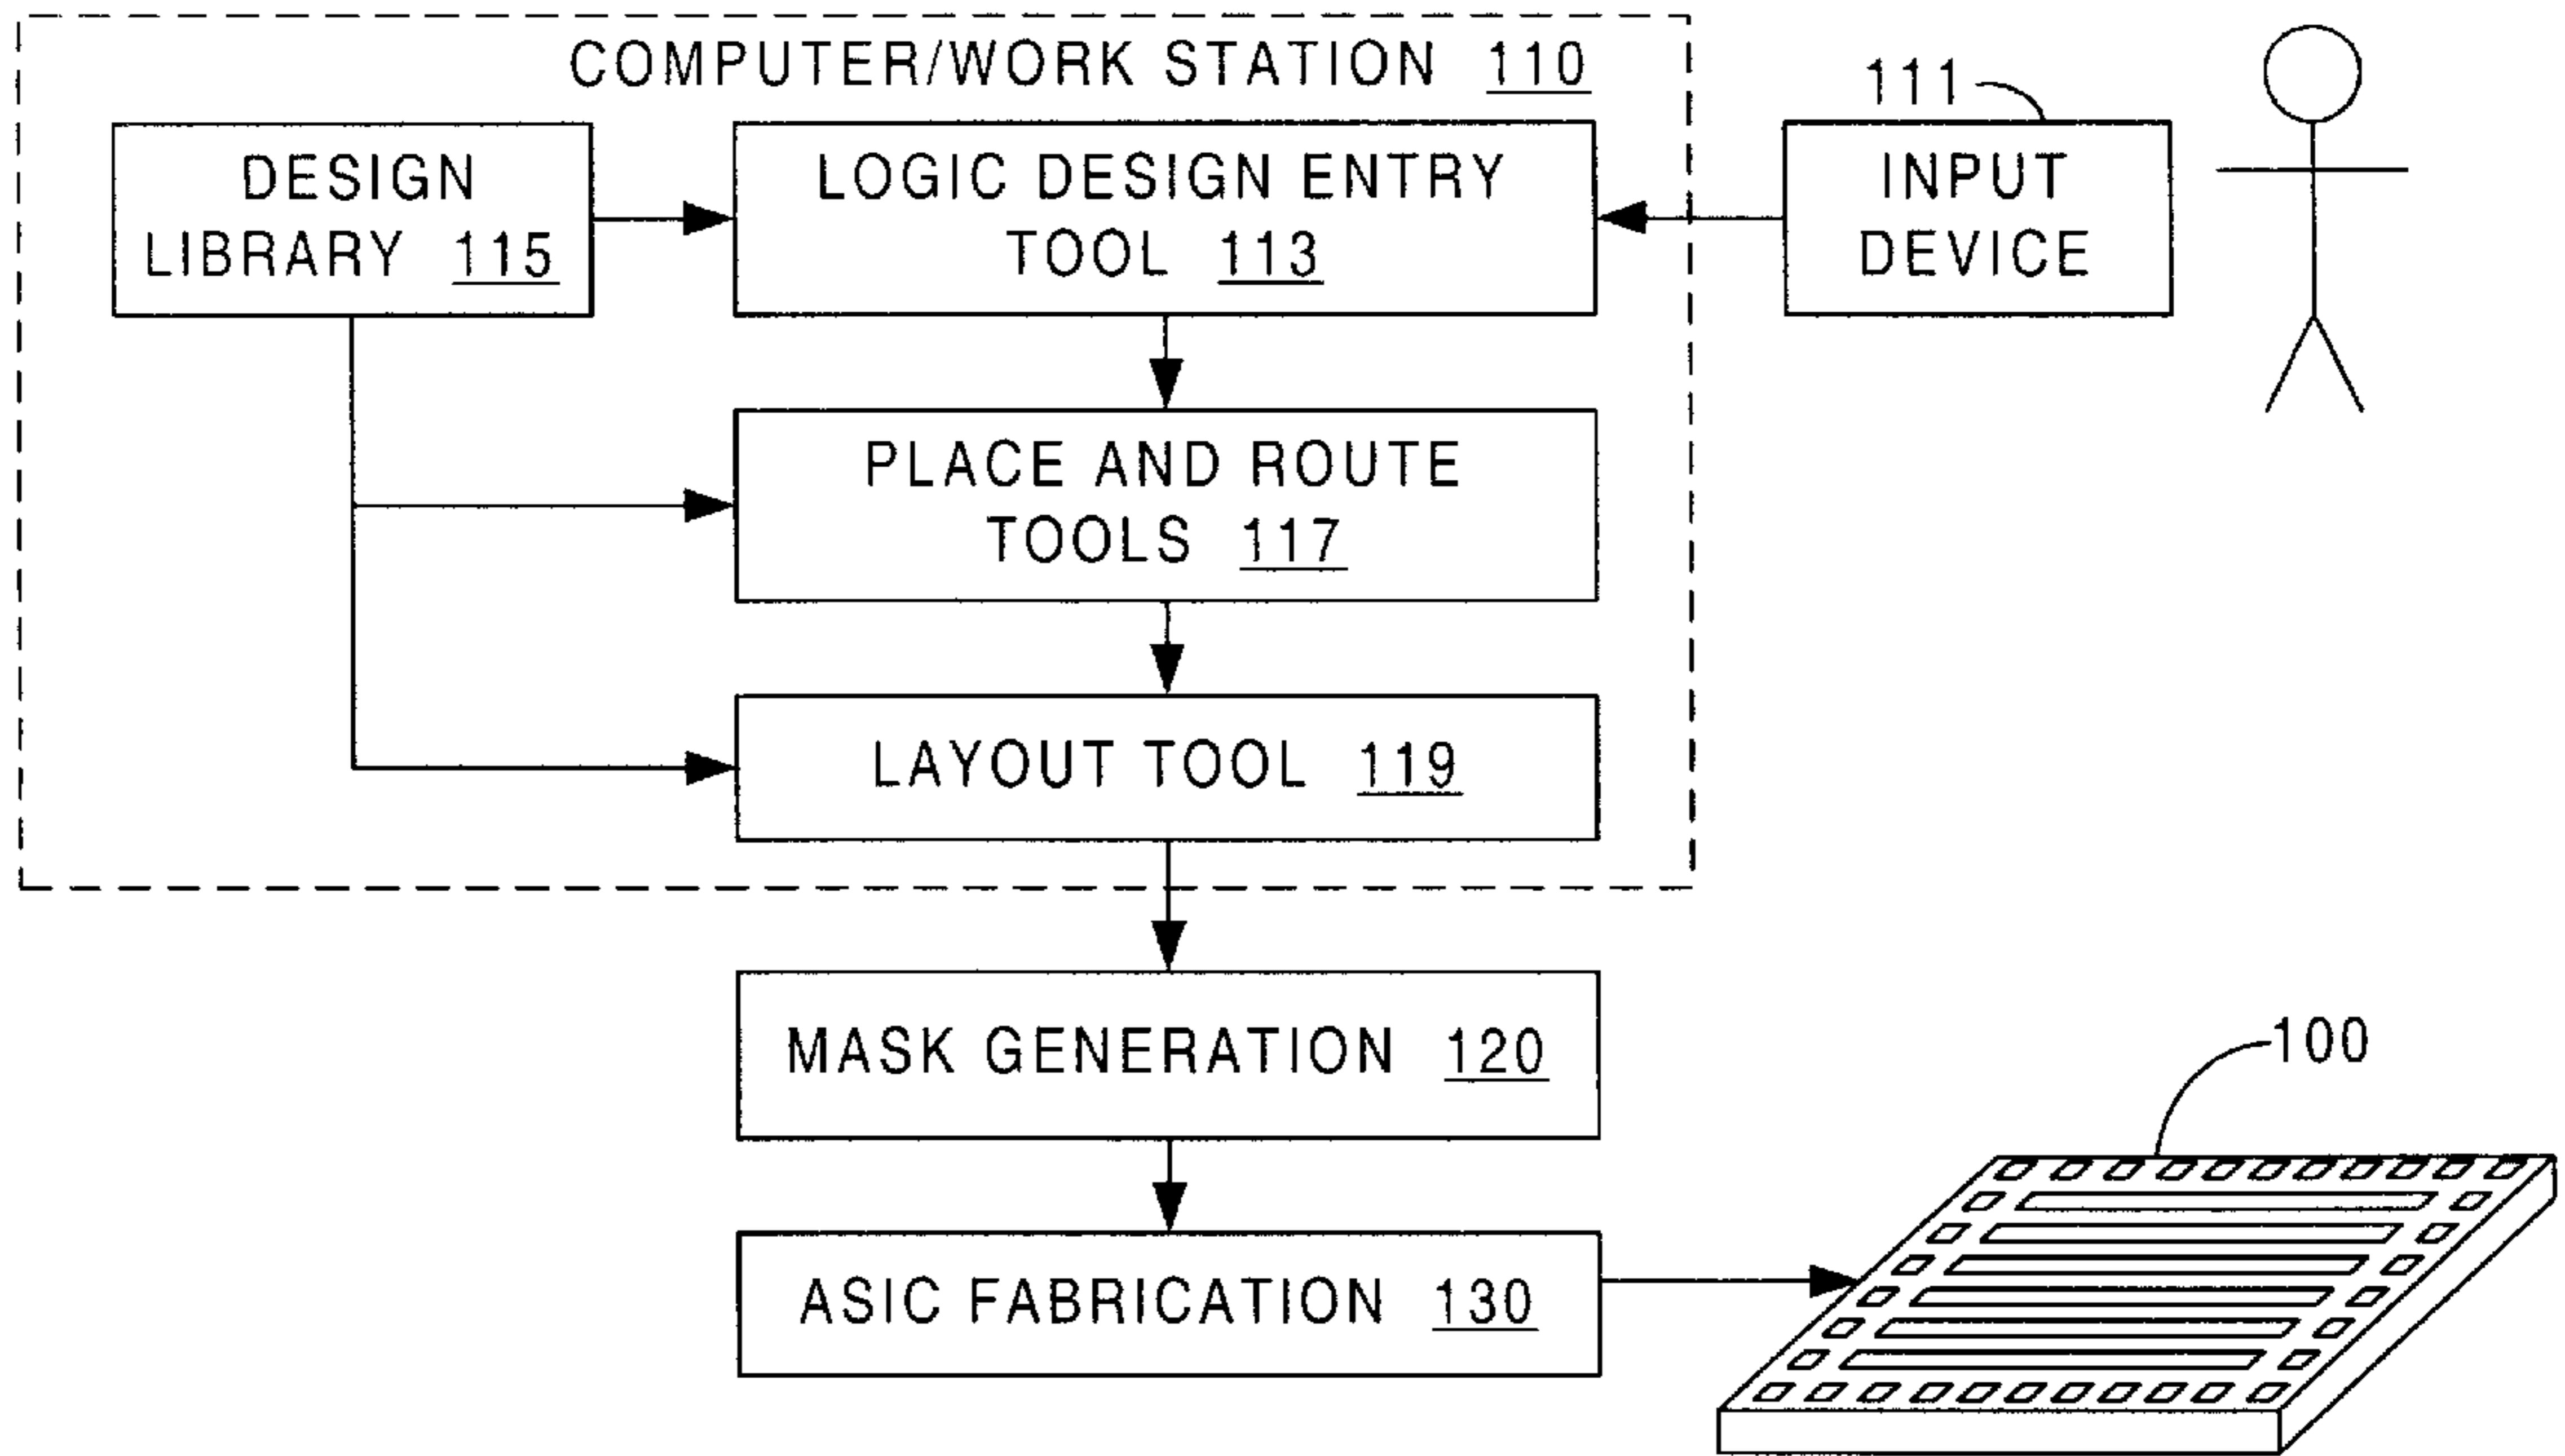 COMPUTER/WORK STATION 110
111
DESIGN
LIBRARY 115
LOGIC DESIGN ENTRY
TOOL 113
INPUT
DEVICE
PLACE AND ROUTE
TOOLS 117
LAYOUT TOOL 119
MASK GENERATION 120
100
ASIC FABRICATION 130